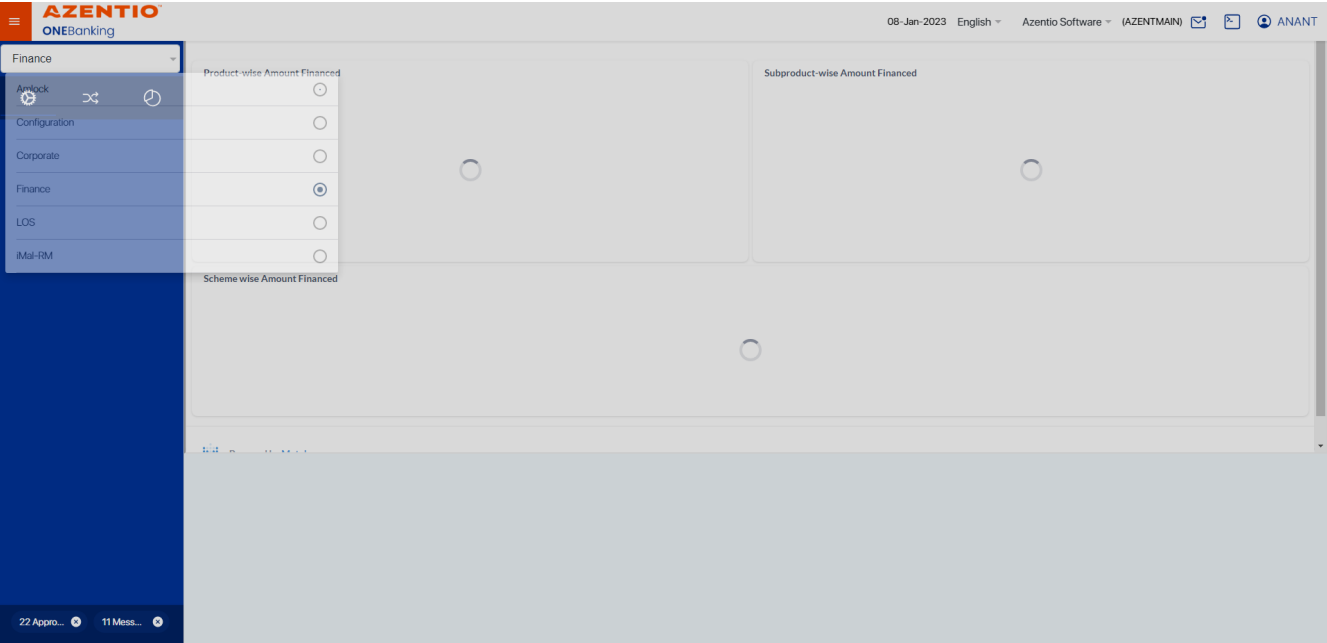 AZENTIO
ONEBanking
08-Jan-2023 English Azentio Software (AZENTMAIN) ANANT
Finance
Product-wise Amount Financed
Subproduct-wise Amount Financed
Amlock
Configuration
Corporate
Finance
LOS
iMal-RM
Scheme wise Amount Financed
22 Appro...
11 Mess...